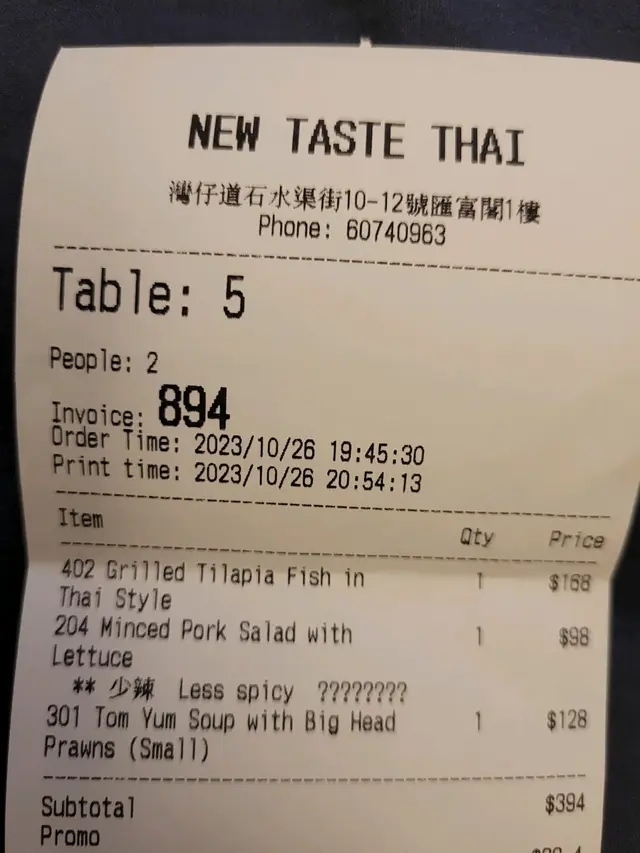 NEW TASTE THAI
灣仔道石水渠街10-12號匯富閣1樓
Phone: 60740963
Table: 5
People: 2
Invoice: 894
Order Time: 2023/10/26 19:45:30
Print time: 2023/10/26 20:54:13
Item Qty Price
402 Grilled Tilapia Fish in 1 $168
Thai Style
204 Minced Pork Salad with 1 $98
Lettuce
** 少辣 Less spicy ????????
301 Tom Yum Soup with Big Head 1 $128
Prawns (Small)
Subtotal $394
Promo